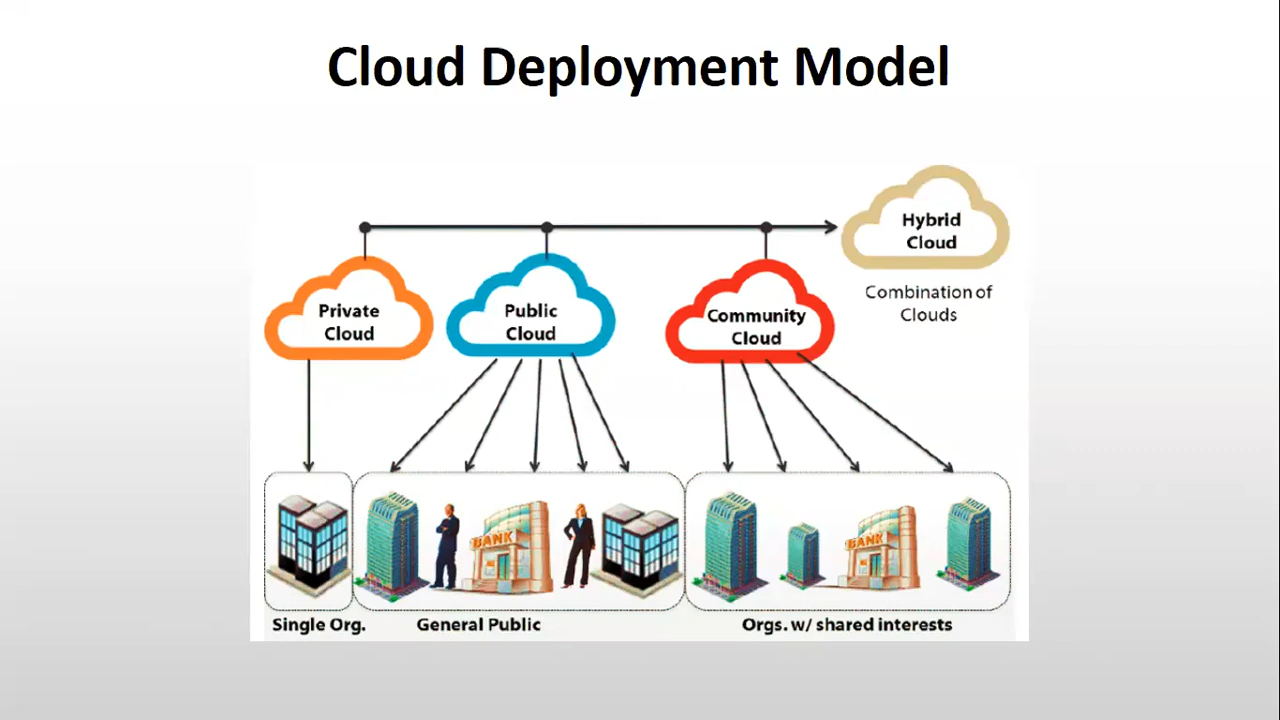 Cloud Deployment Model
Hybrid
Cloud
Combination of
Clouds
Private
Cloud
Public
Cloud
Community
Cloud
BANK
BANK
Single Org.
General Public
Orgs. w/ shared interests